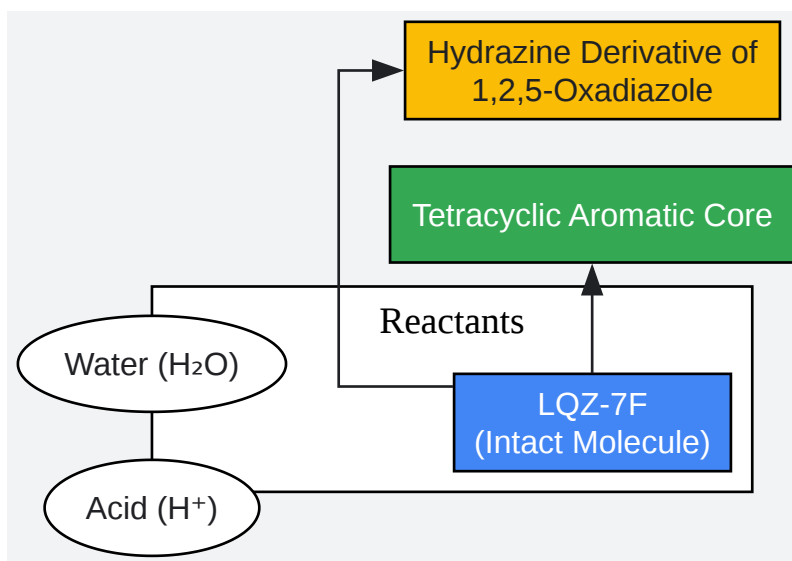 Hydrazine Derivative of
1,2,5-Oxadiazole
Tetracyclic Aromatic Core
Reactants
Water (H₂O)
LQZ-7F
(Intact Molecule)
Acid (H⁺)